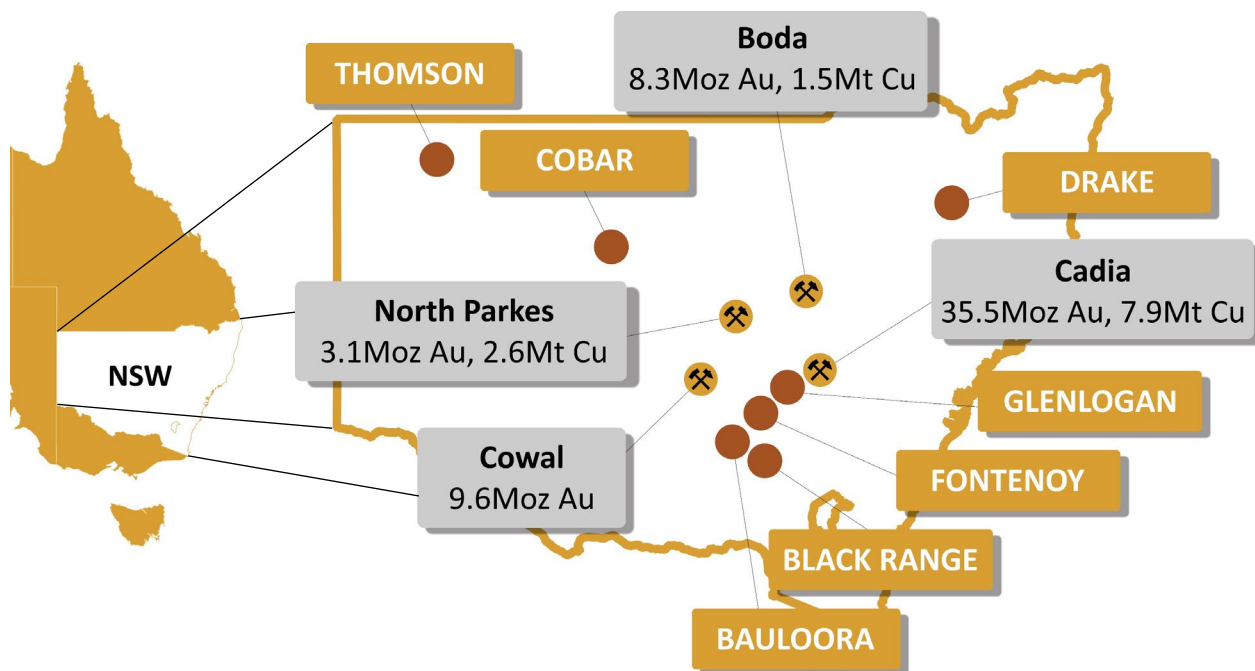 Boda
8.3Moz Au, 1.5Mt Cu
THOMSON
COBAR
DRAKE
Cadia
35.5Moz Au, 7.9Mt Cu
North Parkes
3.1Moz Au, 2.6Mt Cu
NSW
GLENLOGAN
Cowal
9.6Moz Au
FONTENOY
BLACK RANGE
BAULOORA